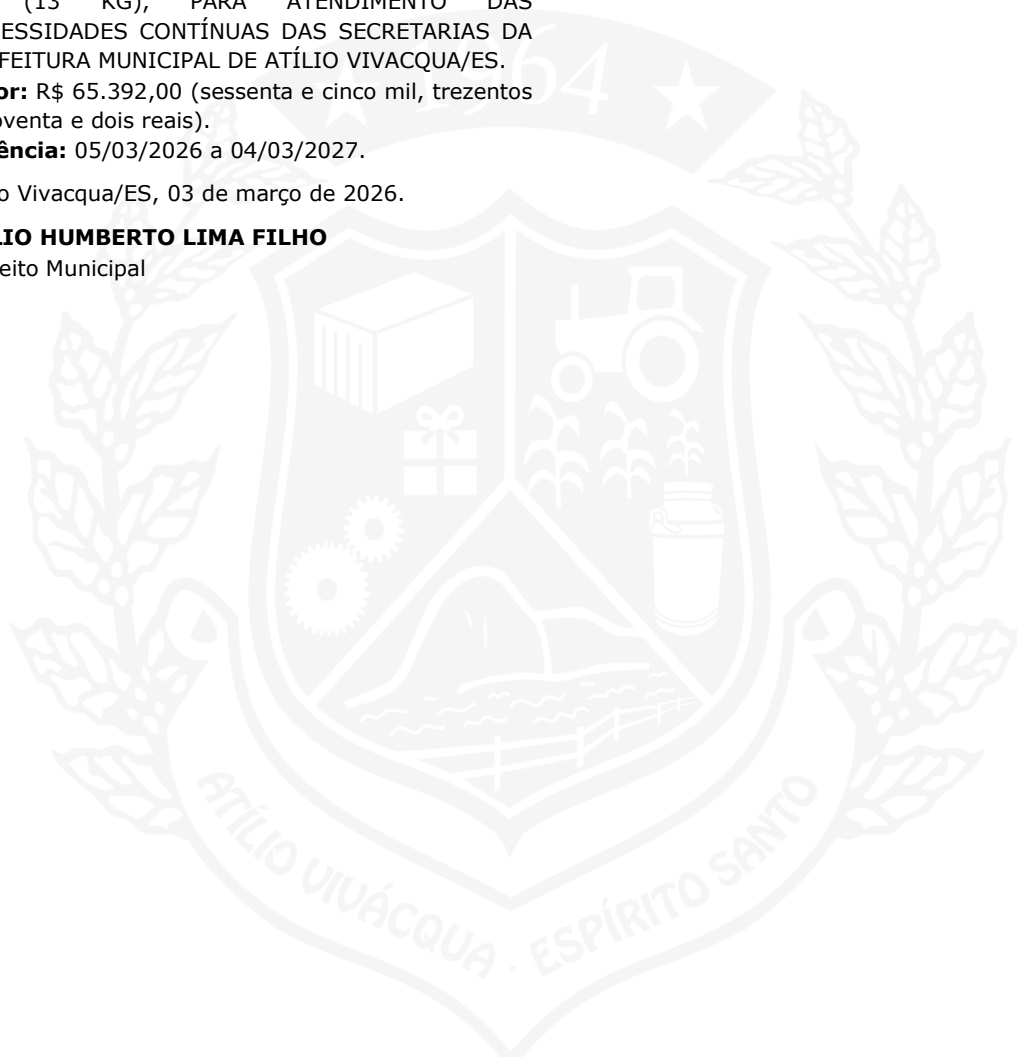 (13 KG), PARA ATENDIMENTO DAS
ESSIDADES CONTÍNUAS DAS SECRETARIAS DA
FEITURA MUNICIPAL DE ATÍLIO VIVACQUA/ES.
or: R$ 65.392,00 (sessenta e cinco mil, trezentos
oventa e dois reais).
ência: 05/03/2026 a 04/03/2027.
o Vivacqua/ES, 03 de março de 2026.
LIO HUMBERTO LIMA FILHO
eito Municipal
1964
ATÍLIO VIVÁCQUA . ESPÍRITO SANTO